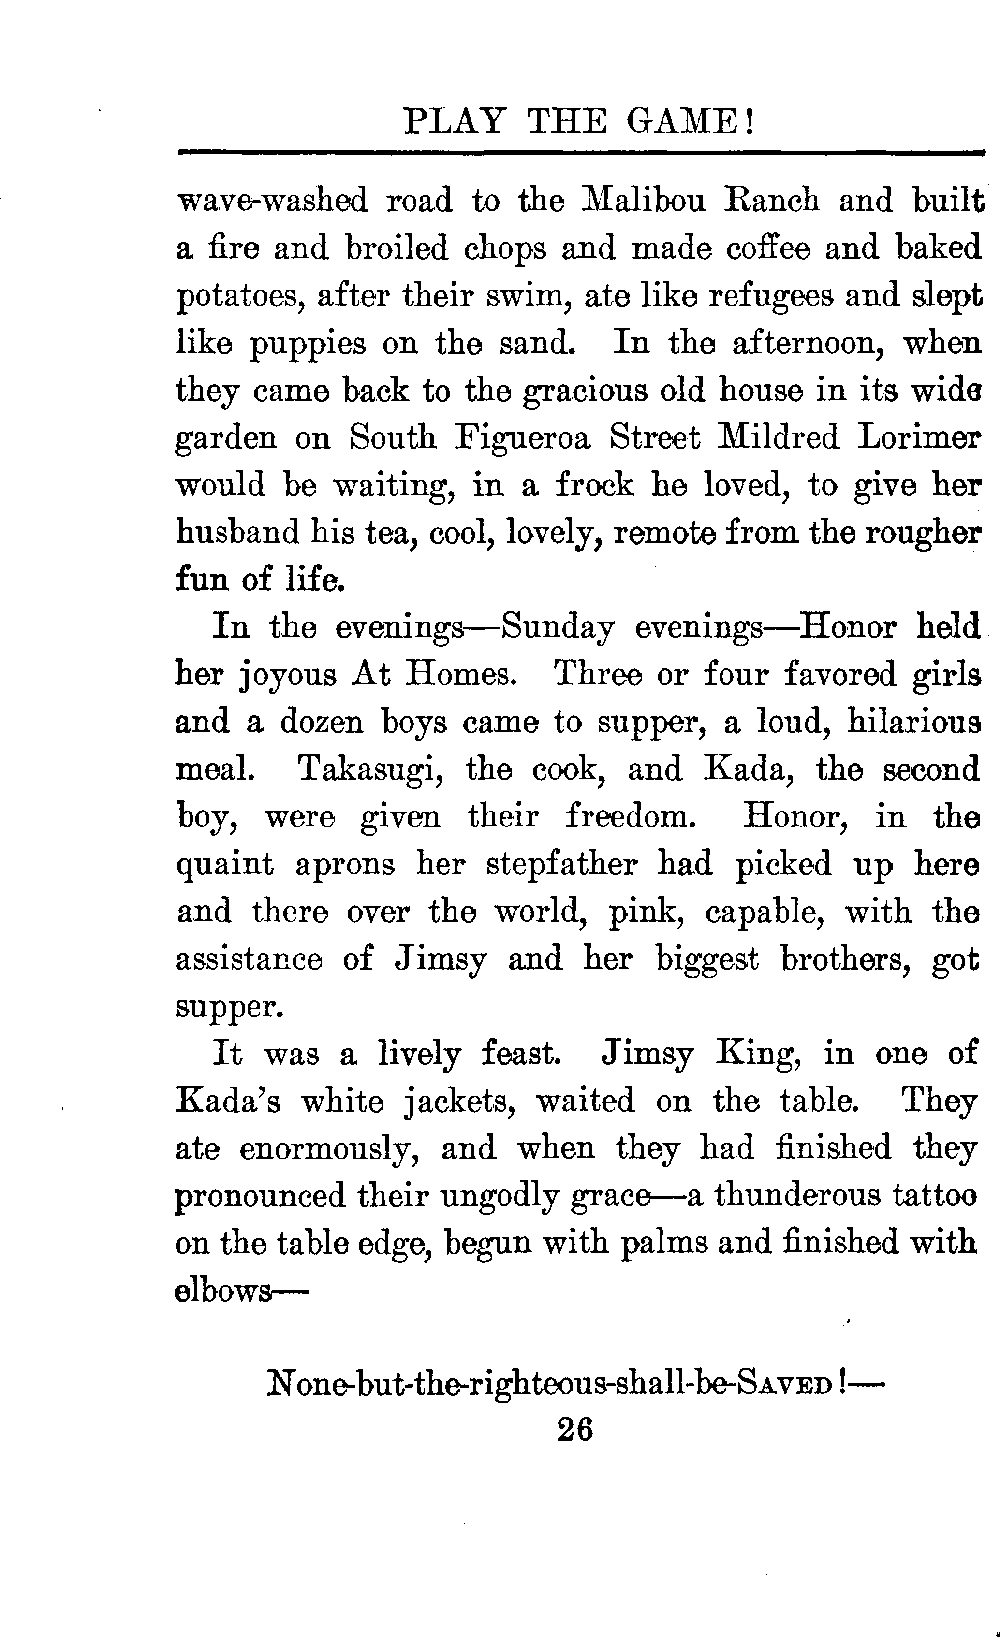 PLAY THE GAME!
wave-washed road to the Malibou Ranch and built
a fire and broiled chops and made coffee and baked
potatoes, after their swim, ate like refugees and slept
like puppies on the sand. In the afternoon, when
they came back to the gracious old house in its wide
garden on South Figueroa Street Mildred Lorimer
would be waiting, in a frock he loved, to give her
husband his tea, cool, lovely, remote from the rougher
fun of life.
In the evenings—Sunday evenings—Honor held
her joyous At Homes. Three or four favored girls
and a dozen boys came to supper, a loud, hilarious
meal. Takasugi, the cook, and Kada, the second
boy, were given their freedom. Honor, in the
quaint aprons her stepfather had picked up here
and there over the world, pink, capable, with the
assistance of Jimsy and her biggest brothers, got
supper.
It was a lively feast. Jimsy King, in one of
Kada's white jackets, waited on the table. They
ate enormously, and when they had finished they
pronounced their ungodly grace—a thunderous tattoo
on the table edge, begun with palms and finished with
elbows—
None-but-the-righteous-shall-be-SAVED!—
26